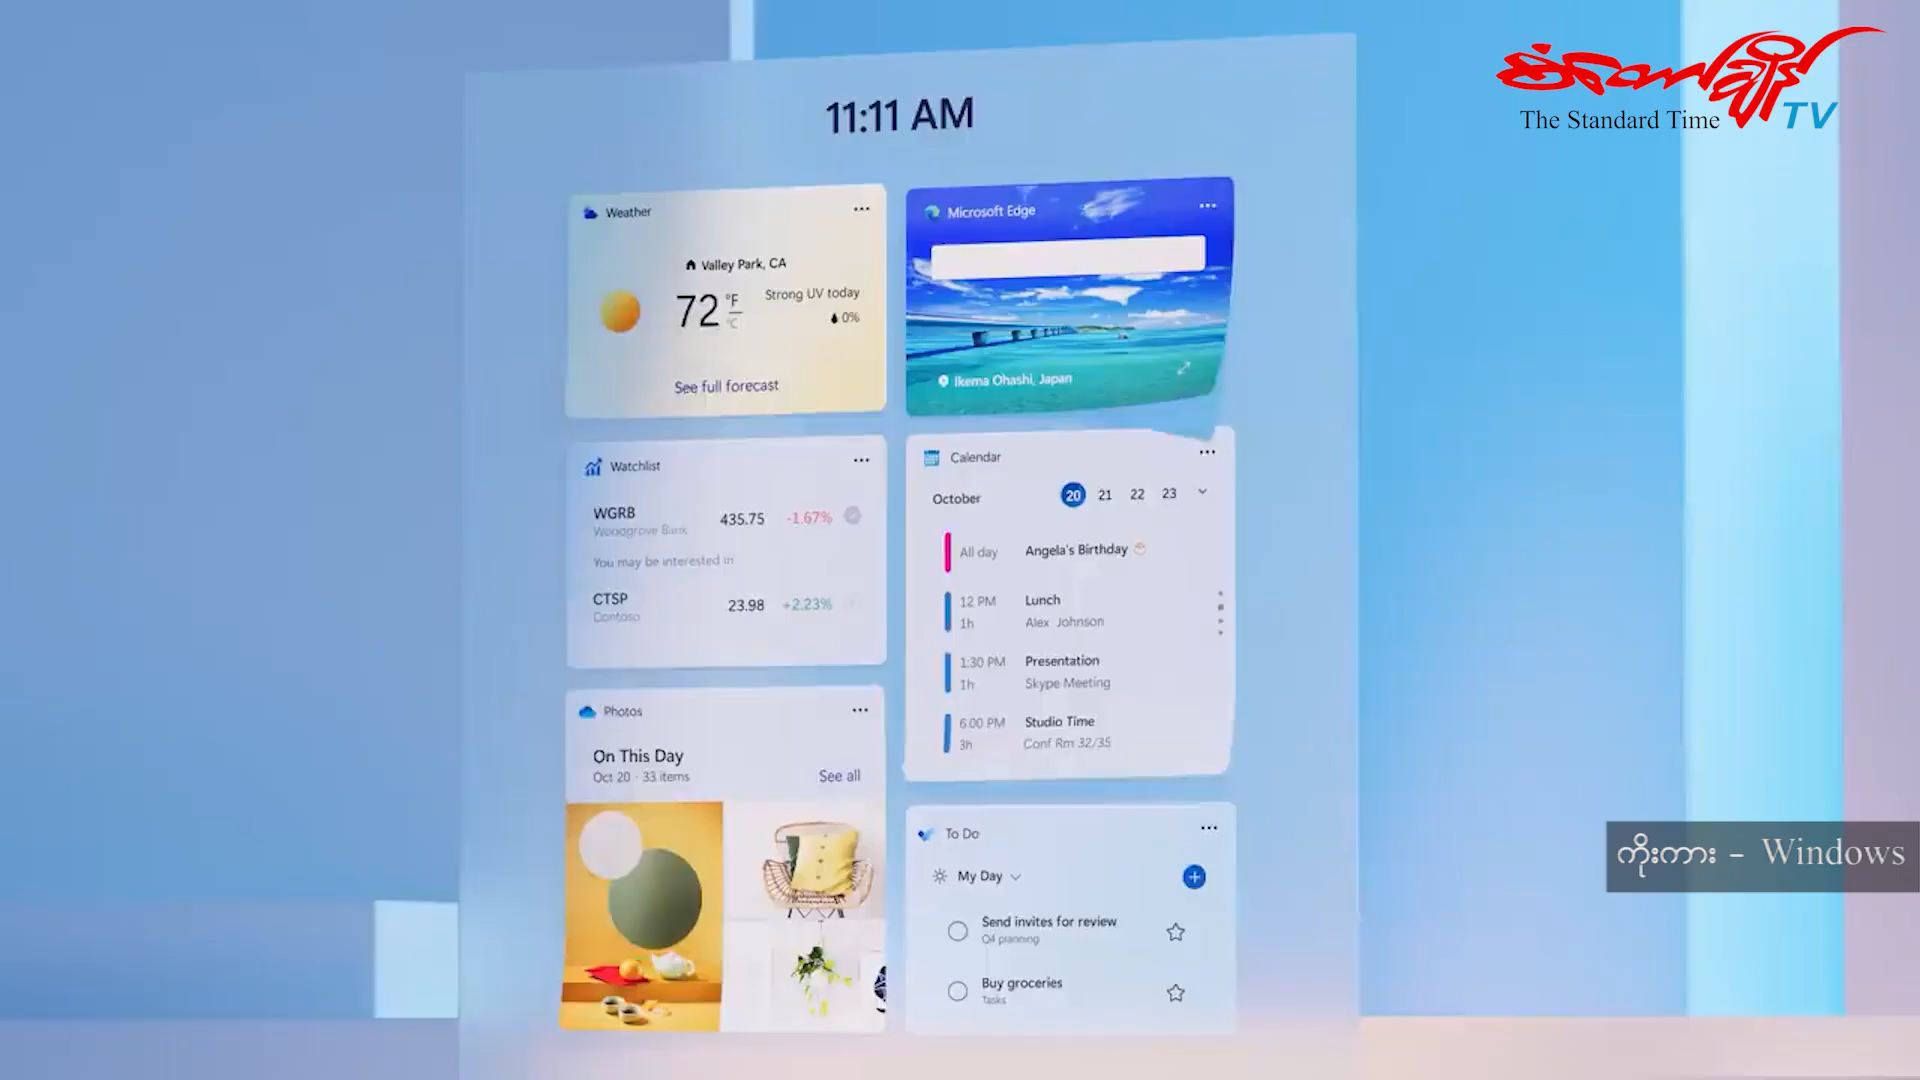 စံတော်ချိန်
The Standard Time TV
11:11 AM
Weather
Valley Park, CA
72 °F
°C
Strong UV today
0%
See full forecast
Microsoft Edge
Ikema Ohashi, Japan
Watchlist
WGRB 435.75 -1.67%
Woodgrove Bank
You may be interested in
CTSP 23.98 +2.23%
Contoso
Calendar
October 20 21 22 23
All day Angela's Birthday
12 PM Lunch
1h Alex Johnson
1:30 PM Presentation
1h Skype Meeting
6:00 PM Studio Time
3h Conf Rm 32/35
Photos
On This Day
Oct 20 · 33 items See all
To Do
My Day
Send invites for review
Q4 planning
Buy groceries
Tasks
ကိုးကား - Windows